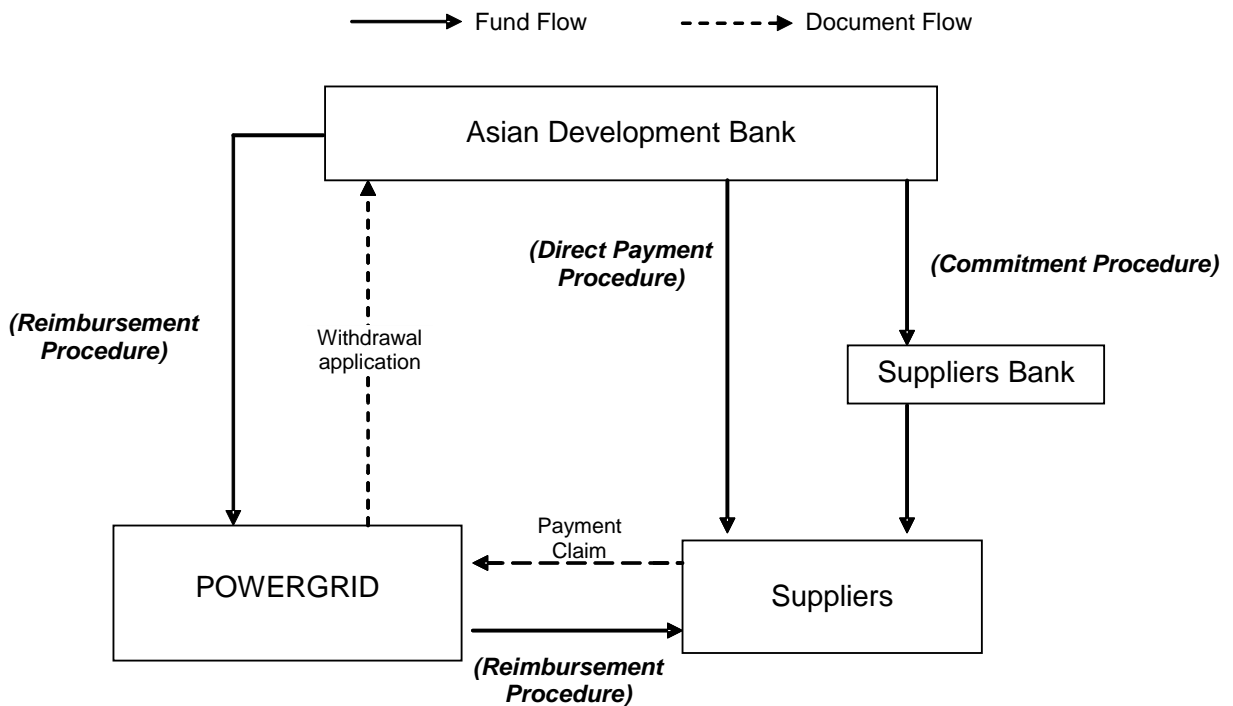 Fund Flow
Document Flow
Asian Development Bank
(Direct Payment
Procedure)
(Commitment Procedure)
(Reimbursement
Procedure)
Withdrawal
application
Suppliers Bank
Payment
Claim
POWERGRID
Suppliers
(Reimbursement
Procedure)